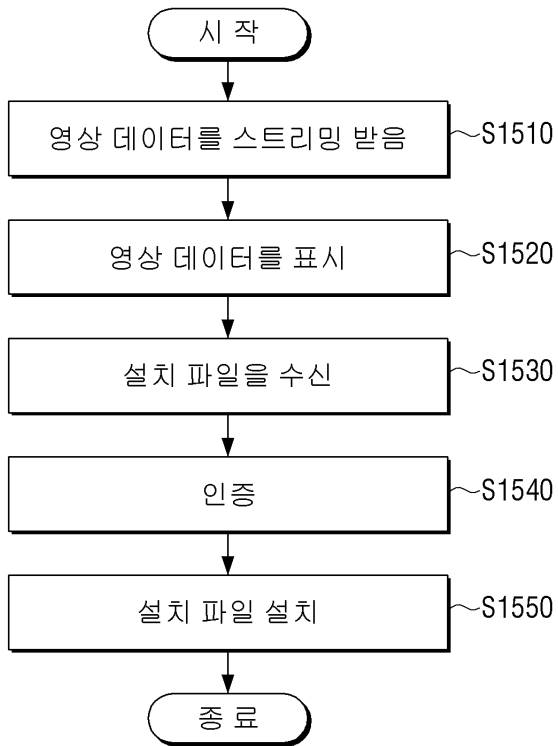 시 작
영상 데이터를 스트리밍 받음
S1510
영상 데이터를 표시
S1520
설치 파일을 수신
S1530
인증
S1540
설치 파일 설치
S1550
종 료